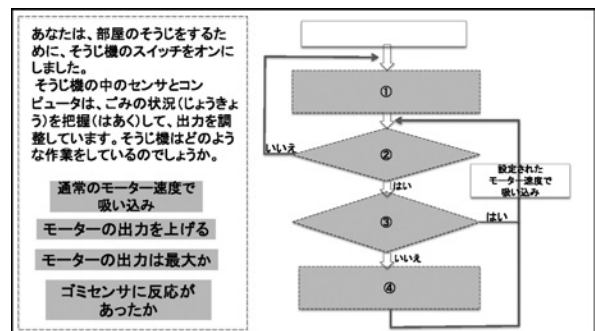 あなたは、部屋のそうじをするた
めに、そうじ機のスイッチをオンに
しました。
そうじ機の中のセンサとコン
ピュータは、ごみの状況(じょうきょ
う)を把握(はあく)して、出力を調
整しています。そうじ機はどのよう
な作業をしているのでしょうか。
通常のモーター速度で
吸い込み
モーターの出力を上げる
モーターの出力は最大か
ゴミセンサに反応が
あったか
①
いいえ
②
はい
設定された
モーター速度で
吸い込み
③
はい
いいえ
④